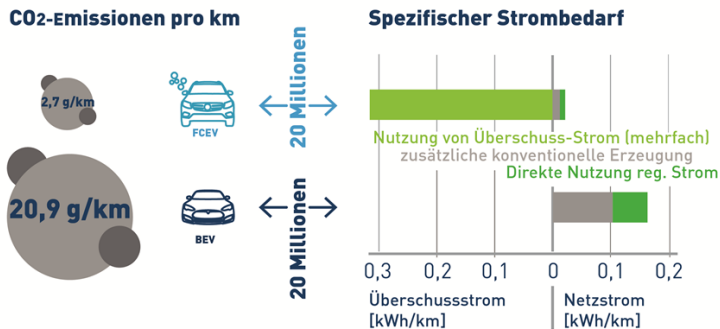 CO2-Emissionen pro km
2,7 g/km
FCEV
20 Millionen
20,9 g/km
BEV
20 Millionen
Spezifischer Strombedarf
Nutzung von Überschuss-Strom (mehrfach)
zusätzliche konventionelle Erzeugung
Direkte Nutzung reg. Strom
0,3 0,2 0,1 0 0,1 0,2
Überschussstrom
[kWh/km]
Netzstrom
[kWh/km]